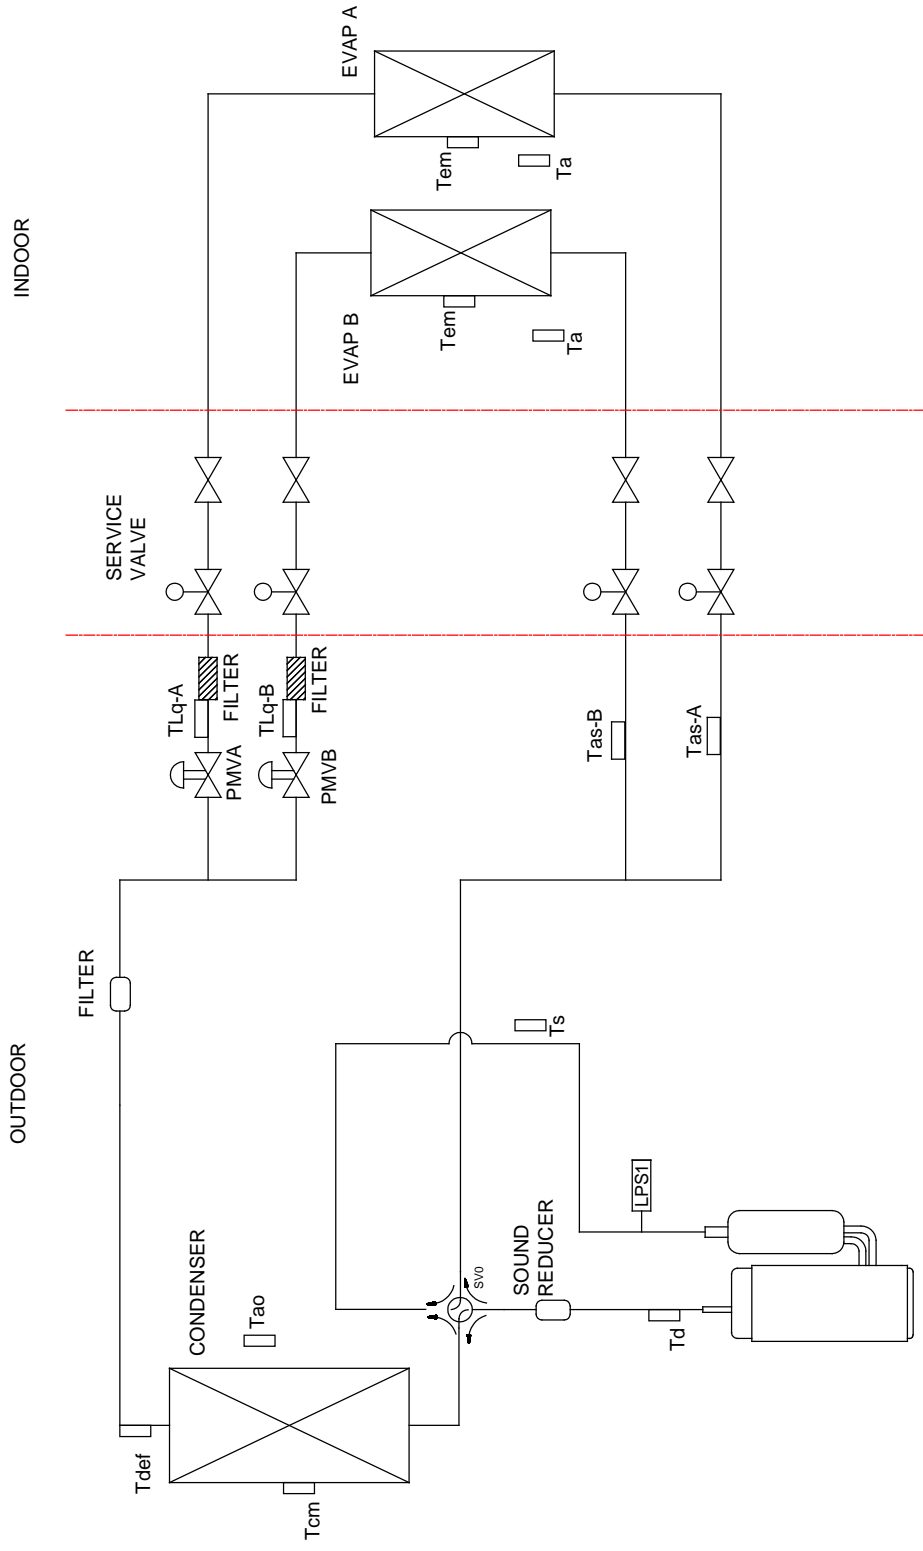 INDOOR
EVAP A
Tem
Ta
EVAP B
Tem
Ta
SERVICE
VALVE
TLq-A
FILTER
PMVA
TLq-B
FILTER
PMVB
Tas-B
Tas-A
OUTDOOR
FILTER
Ts
LPS1
SOUND
REDUCER
SV0
Td
CONDENSER
Tao
Tdef
Tcm